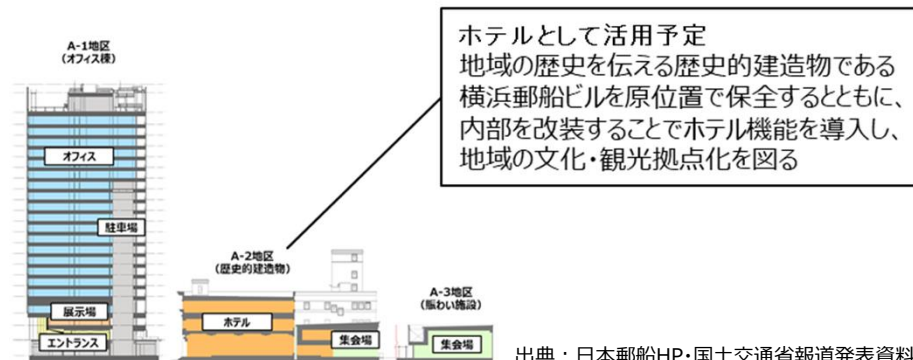 ホテルとして活用予定
地域の歴史を伝える歴史的建造物である
横浜郵船ビルを原位置で保全するとともに、
内部を改装することでホテル機能を導入し、
地域の文化・観光拠点化を図る
A-1地区
(オフィス棟)
オフィス
駐車場
展示場
エントランス
A-2地区
(歴史的建造物)
ホテル
集会場
A-3地区
(賑わい施設)
集会場
出典：日本郵船HP・国土交通省報道発表資料